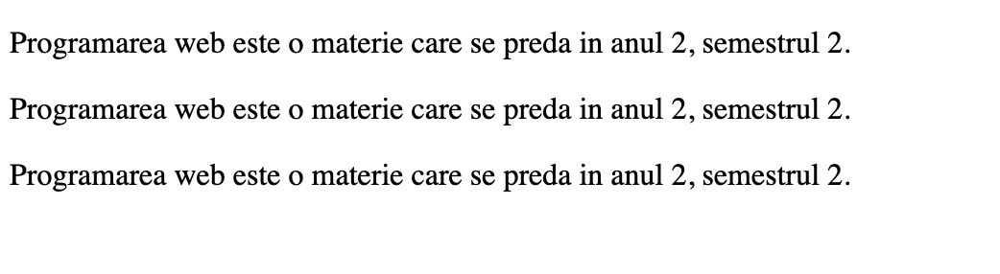 Programarea web este o materie care se preda in anul 2, semestrul 2.
Programarea web este o materie care se preda in anul 2, semestrul 2.
Programarea web este o materie care se preda in anul 2, semestrul 2.